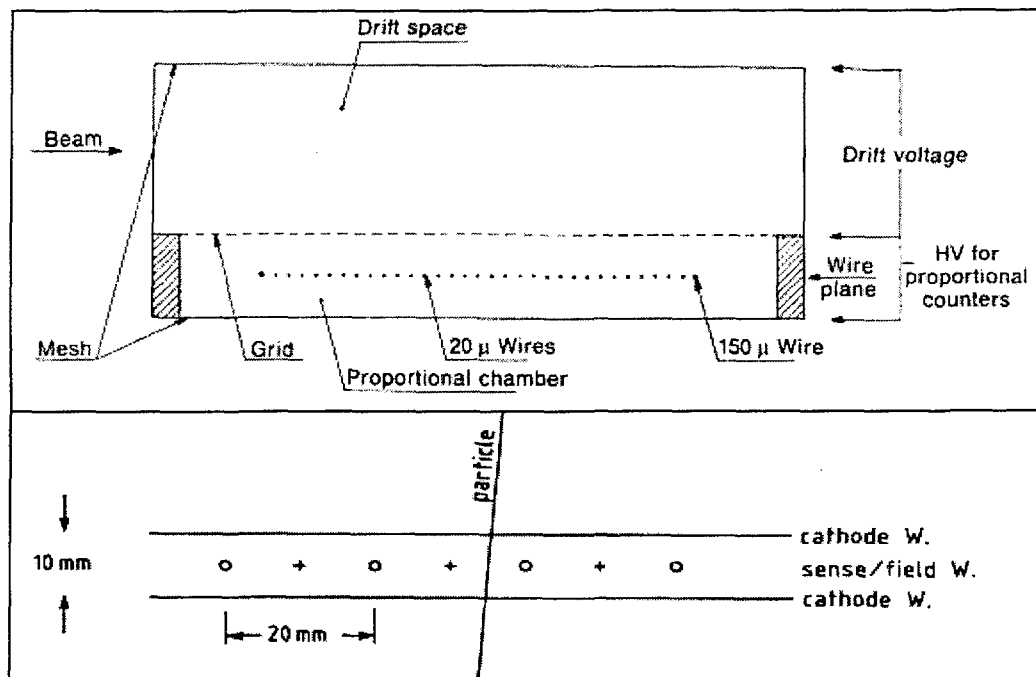 Drift space
Beam
Drift voltage
HV for
proportional
counters
Wire
plane
Mesh
Grid
20 μ Wires
150 μ Wire
Proportional chamber
particle
cathode W.
10 mm
sense/field W.
cathode W.
20 mm